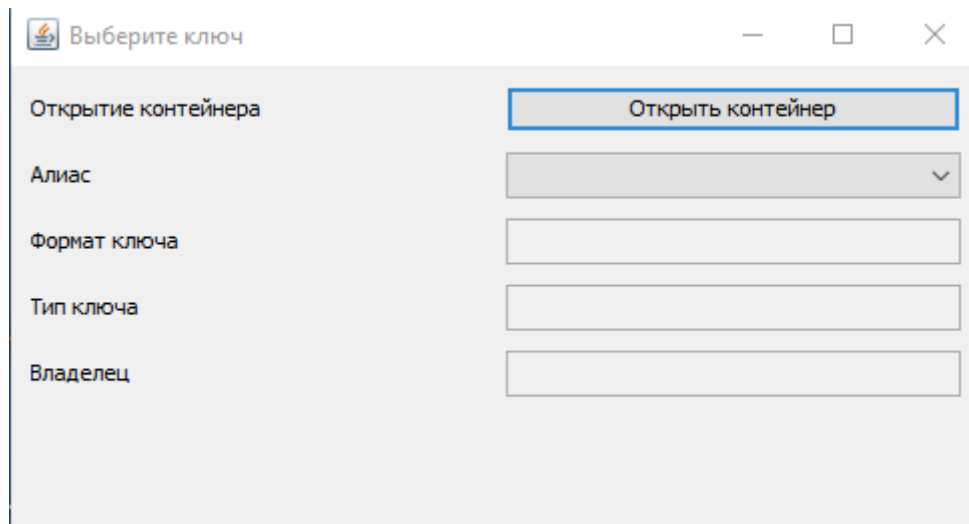 Выберите ключ
Открытие контейнера
Открыть контейнер
Алиас
Формат ключа
Тип ключа
Владелец